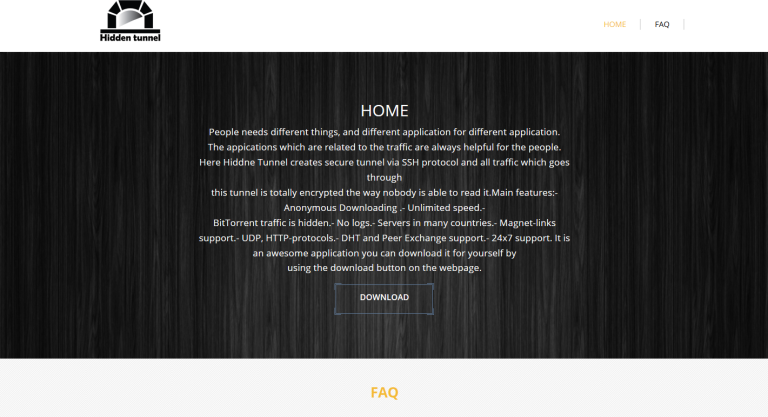 Hidden tunnel
HOME
FAQ
HOME
People needs different things, and different application for different application.
The appications which are related to the traffic are always helpful for the people.
Here Hiddne Tunnel creates secure tunnel via SSH protocol and all traffic which goes
through
this tunnel is totally encrypted the way nobody is able to read it.Main features:-
Anonymous Downloading .- Unlimited speed.-
BitTorrent traffic is hidden.- No logs.- Servers in many countries.- Magnet-links
support.- UDP, HTTP-protocols.- DHT and Peer Exchange support.- 24x7 support. It is
an awesome application you can download it for yourself by
using the download button on the webpage.
DOWNLOAD
FAQ